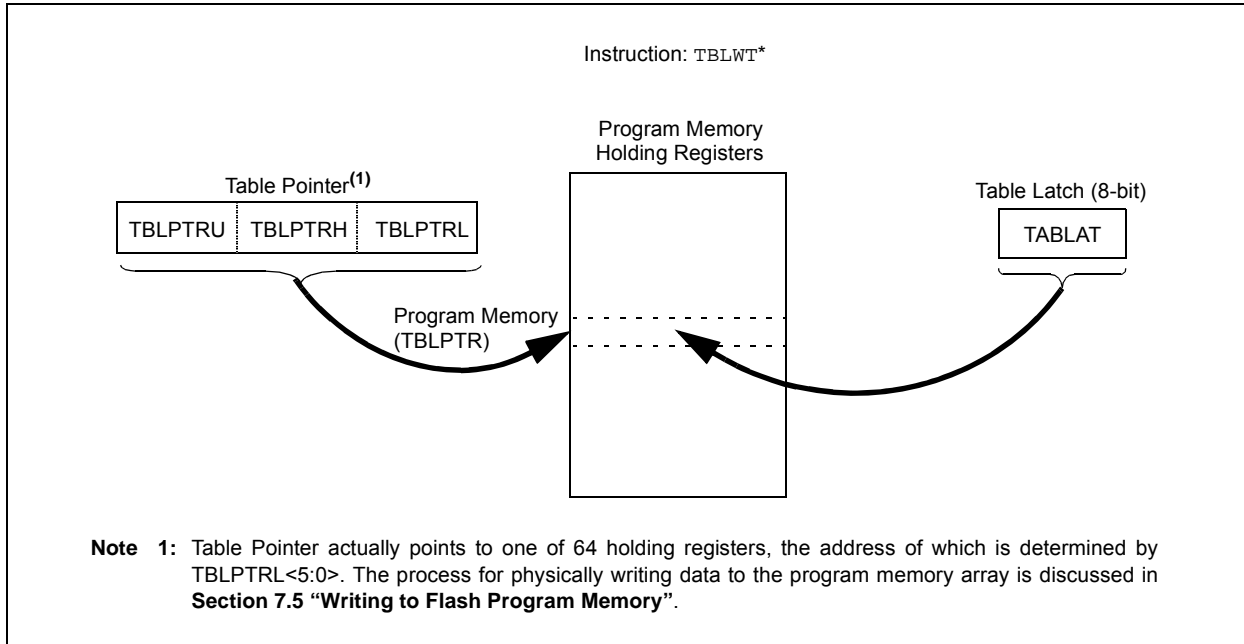 Instruction: TBLWT*
Program Memory
Holding Registers
Table Pointer(1)
Table Latch (8-bit)
TBLPTRU TBLPTRH TBLPTRL
TABLAT
Program Memory
(TBLPTR)
Note 1: Table Pointer actually points to one of 64 holding registers, the address of which is determined by
TBLPTRL<5:0>. The process for physically writing data to the program memory array is discussed in
Section 7.5 “Writing to Flash Program Memory”.